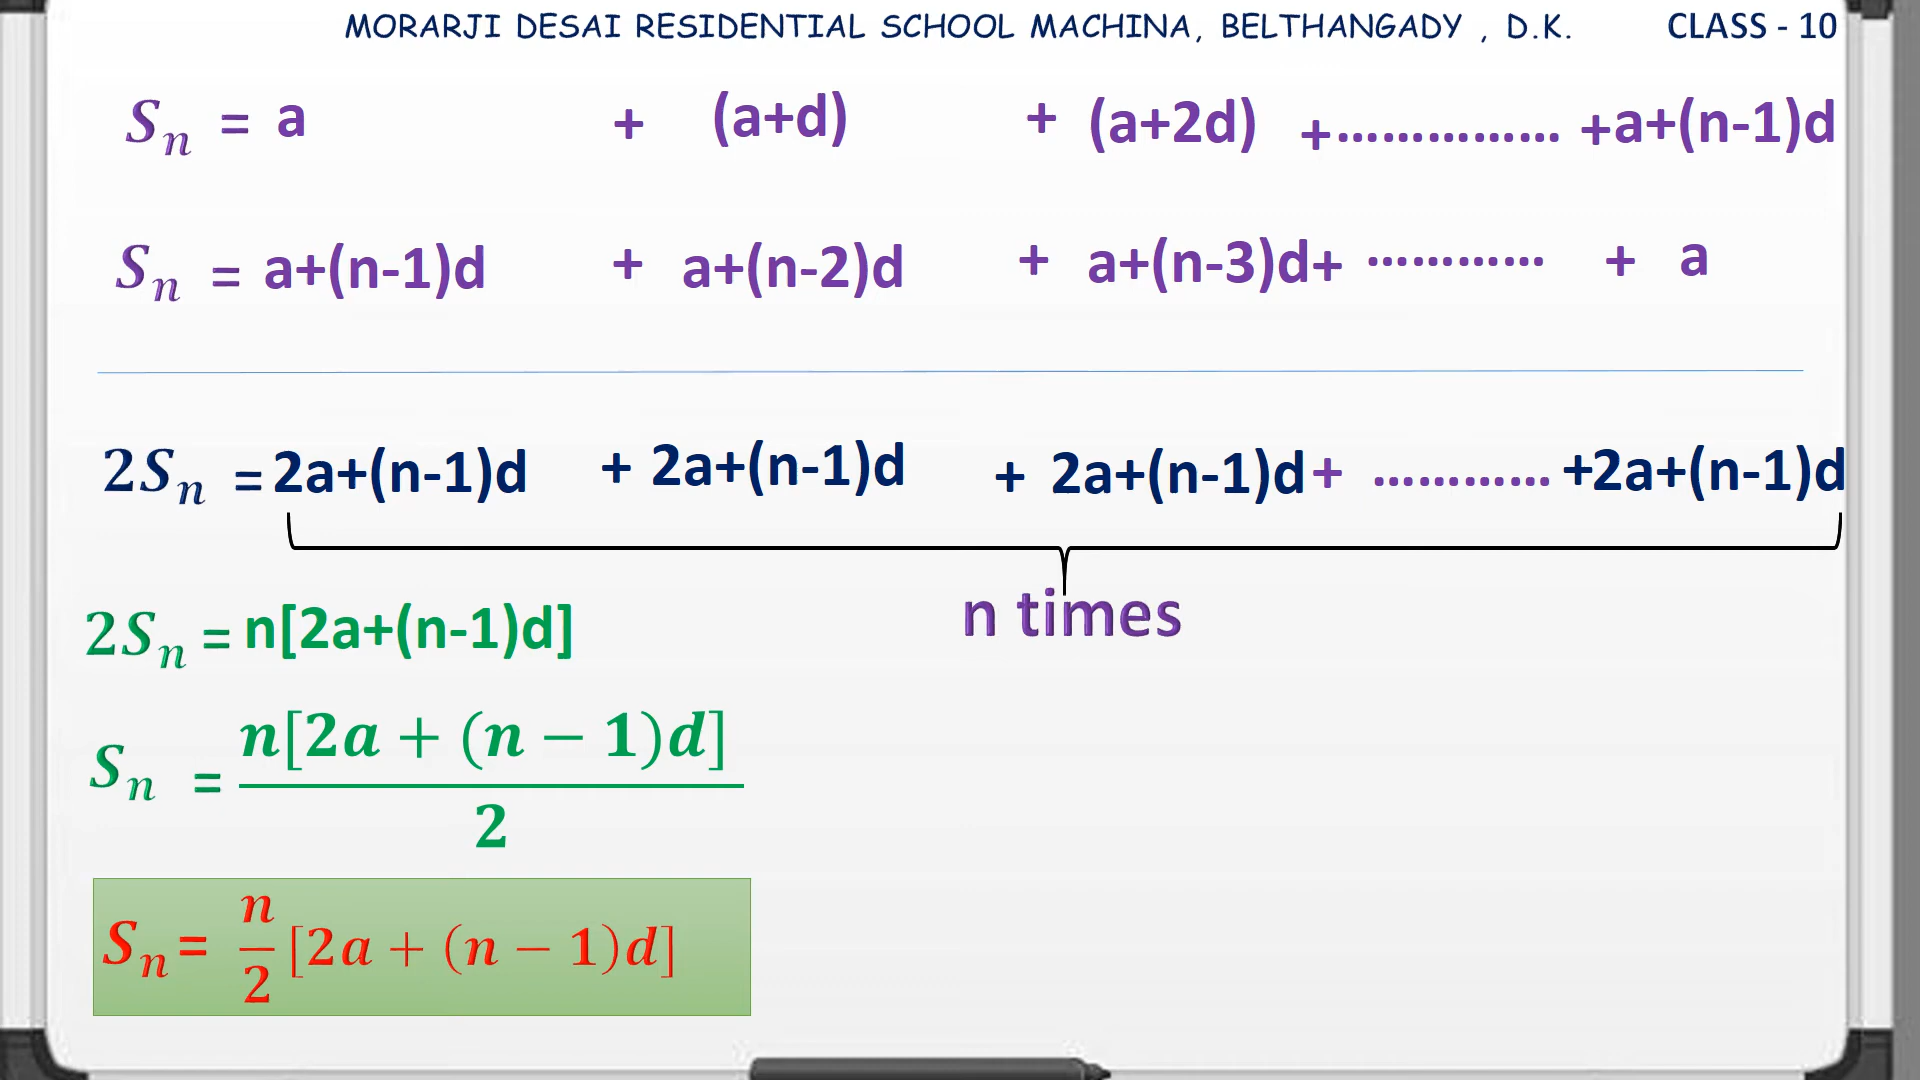 MORARJI DESAI RESIDENTIAL SCHOOL MACHINA, BELTHANGADY , D.K. CLASS - 10
Sₙ = a + (a+d) + (a+2d) +............... +a+(n-1)d
Sₙ = a+(n-1)d + a+(n-2)d + a+(n-3)d+ ............ + a
2Sₙ =2a+(n-1)d + 2a+(n-1)d + 2a+(n-1)d+ ............ +2a+(n-1)d
n times
2Sₙ = n[2a+(n-1)d]
Sₙ = n[2a + (n − 1)d]
2
Sₙ = n/2 [2a + (n − 1)d]